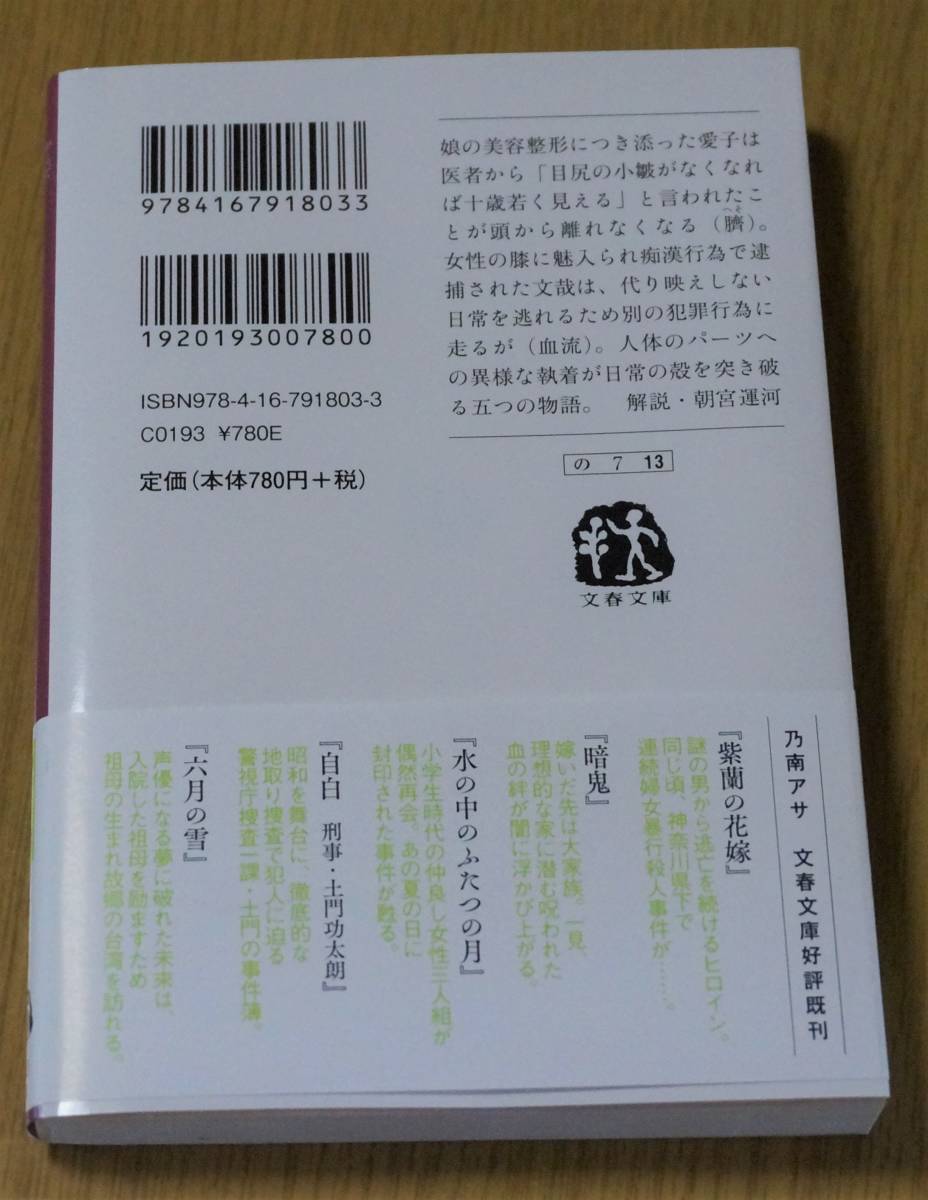 9784167918033
1920193007800
ISBN978-4-16-791803-3
C0193 ¥780E
定価(本体780円+税)
娘の美容整形につき添った愛子は
医者から「目尻の小皺がなくなれ
ば十歳若く見える」と言われたこ
とが頭から離れなくなる(臍)。
へそ
女性の膝に魅入られ痴漢行為で逮
捕された文哉は、代り映えしない
日常を逃れるため別の犯罪行為に
走るが(血流)。人体のパーツへ
の異様な執着が日常の殻を突き破
る五つの物語。 解説・朝宮運河
の 7 13
文春文庫
乃南アサ 文春文庫好評既刊
『紫蘭の花嫁』
謎の男から逃亡を続けるヒロイン。
同じ頃、神奈川県下で
連続婦女暴行殺人事件が……。
『暗鬼』
嫁いだ先は大家族。一見、
理想的な家に潜む呪われた
血の絆が闇に浮かび上がる。
『水の中のふたつの月』
小学生時代の仲良し女性三人組が
偶然再会。あの夏の日に
封印された事件が甦る。
『自白 刑事・土門功太朗』
昭和を舞台に、徹底的な
地取り捜査で犯人に迫る
警視庁捜査一課・土門の事件簿。
『六月の雪』
声優になる夢に破れた未来は、
入院した祖母を励ますため
祖母の生まれ故郷の台湾を訪れる。